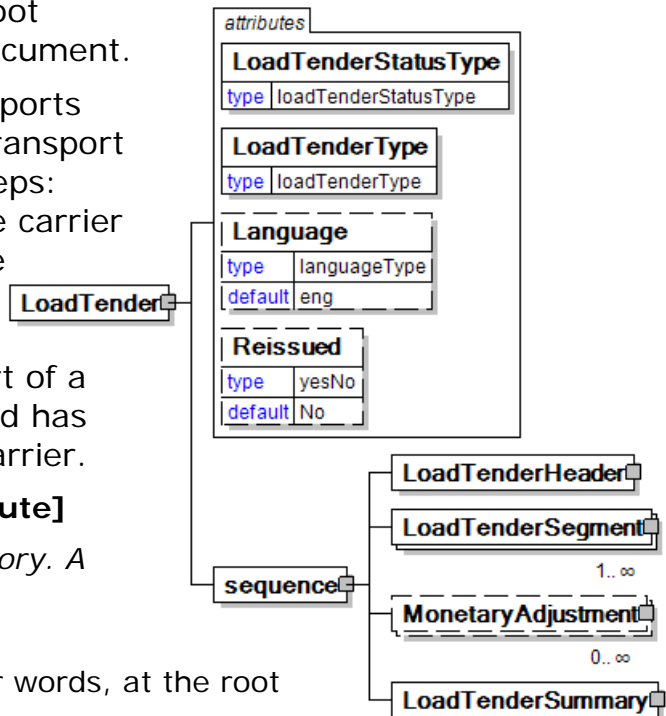 oot
cument.
ports
ransport
eps:
e carrier
e
rt of a
d has
arrier.
ute]
ory. A
r words, at the root
LoadTender
attributes
LoadTenderStatusType
type loadTenderStatusType
LoadTenderType
type loadTenderType
Language
type languageType
default eng
Reissued
type yesNo
default No
sequence
LoadTenderHeader
LoadTenderSegment
1.. ∞
MonetaryAdjustment
0.. ∞
LoadTenderSummary